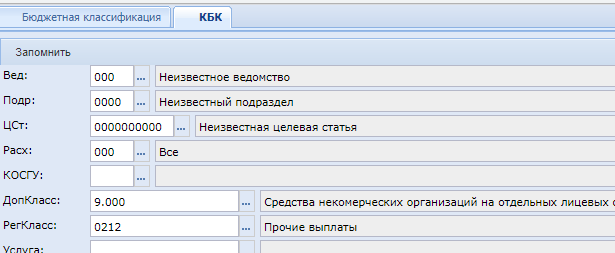 Бюджетная классификация КБК
Запомнить
Вед: 000 ... Неизвестное ведомство
Подр: 0000 ... Неизвестный подраздел
ЦСт: 0000000000 ... Неизвестная целевая статья
Расх: 000 ... Все
КОСГУ: ...
ДопКласс: 9.000 ... Средства некомерческих организаций на отдельных лицевых
РегКласс: 0212 ... Прочие выплаты
Услуга: ...